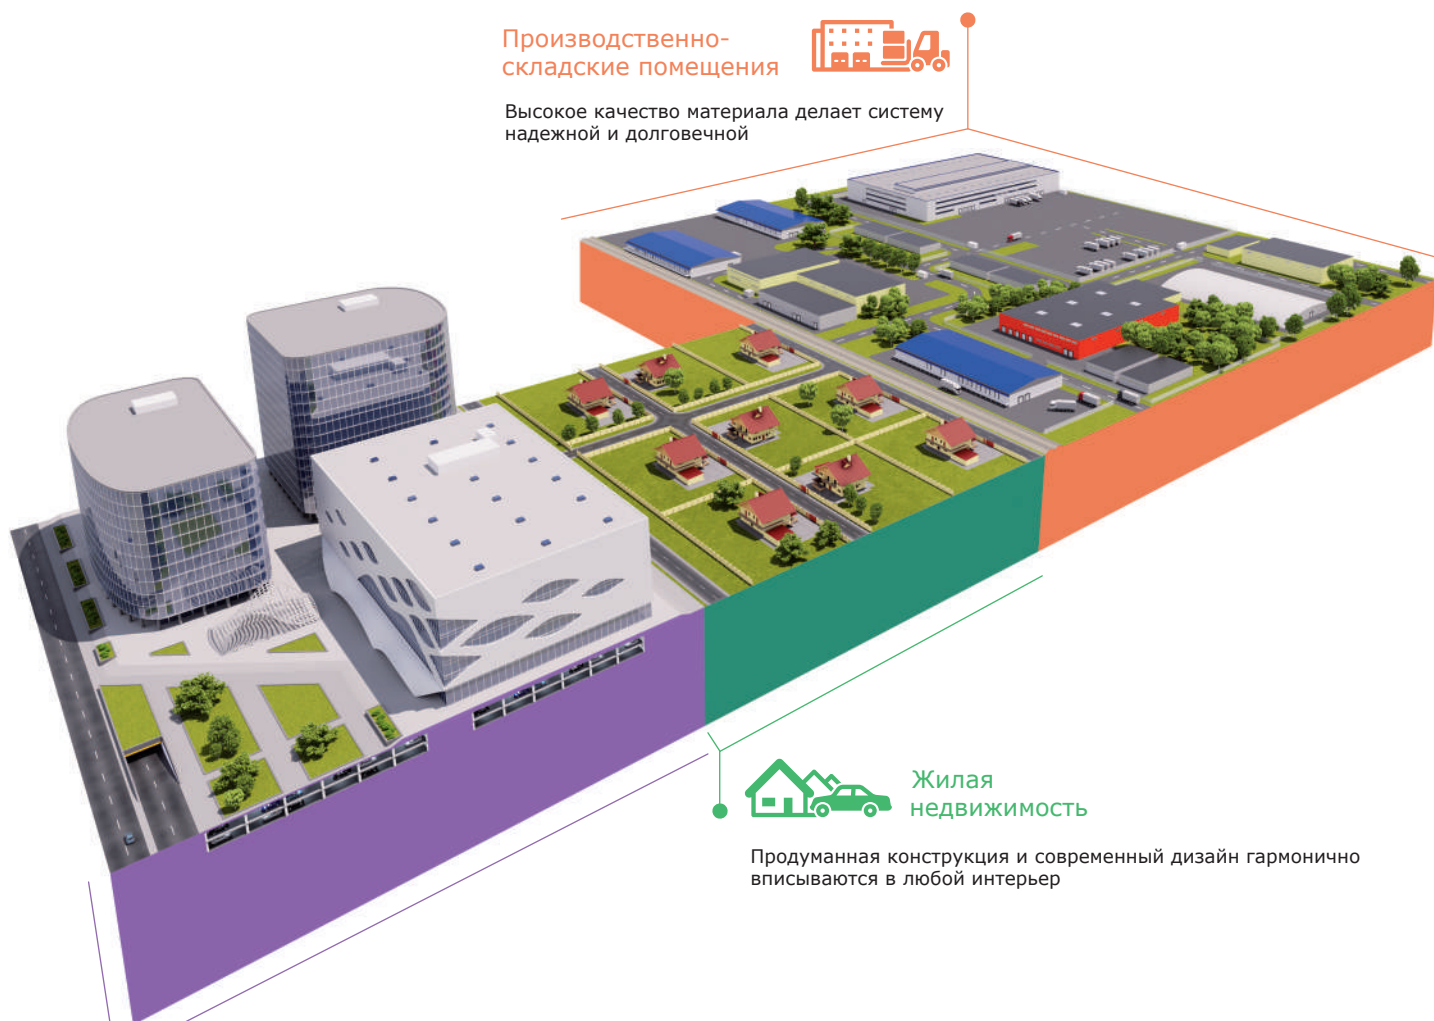 Производственно-
складские помещения
Высокое качество материала делает систему
надежной и долговечной
Жилая
недвижимость
Продуманная конструкция и современный дизайн гармонично
вписываются в любой интерьер